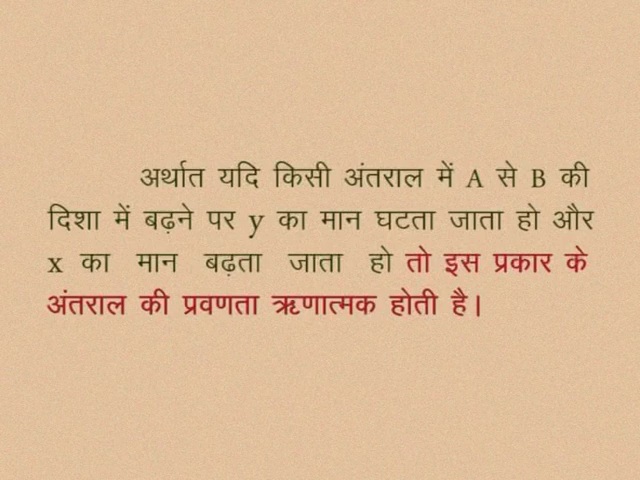 अर्थात यदि किसी अंतराल में A से B की
दिशा में बढ़ने पर y का मान घटता जाता हो और
x का मान बढ़ता जाता हो तो इस प्रकार के
अंतराल की प्रवणता ऋणात्मक होती है।